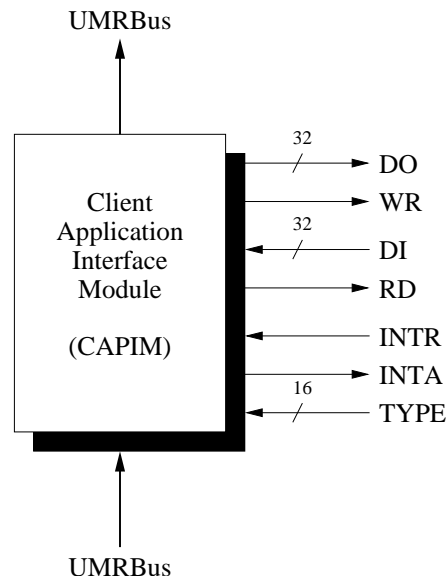 UMRBus
Client
Application
Interface
Module
(CAPIM)
32
DO
WR
32
DI
RD
INTR
INTA
16
TYPE
UMRBus